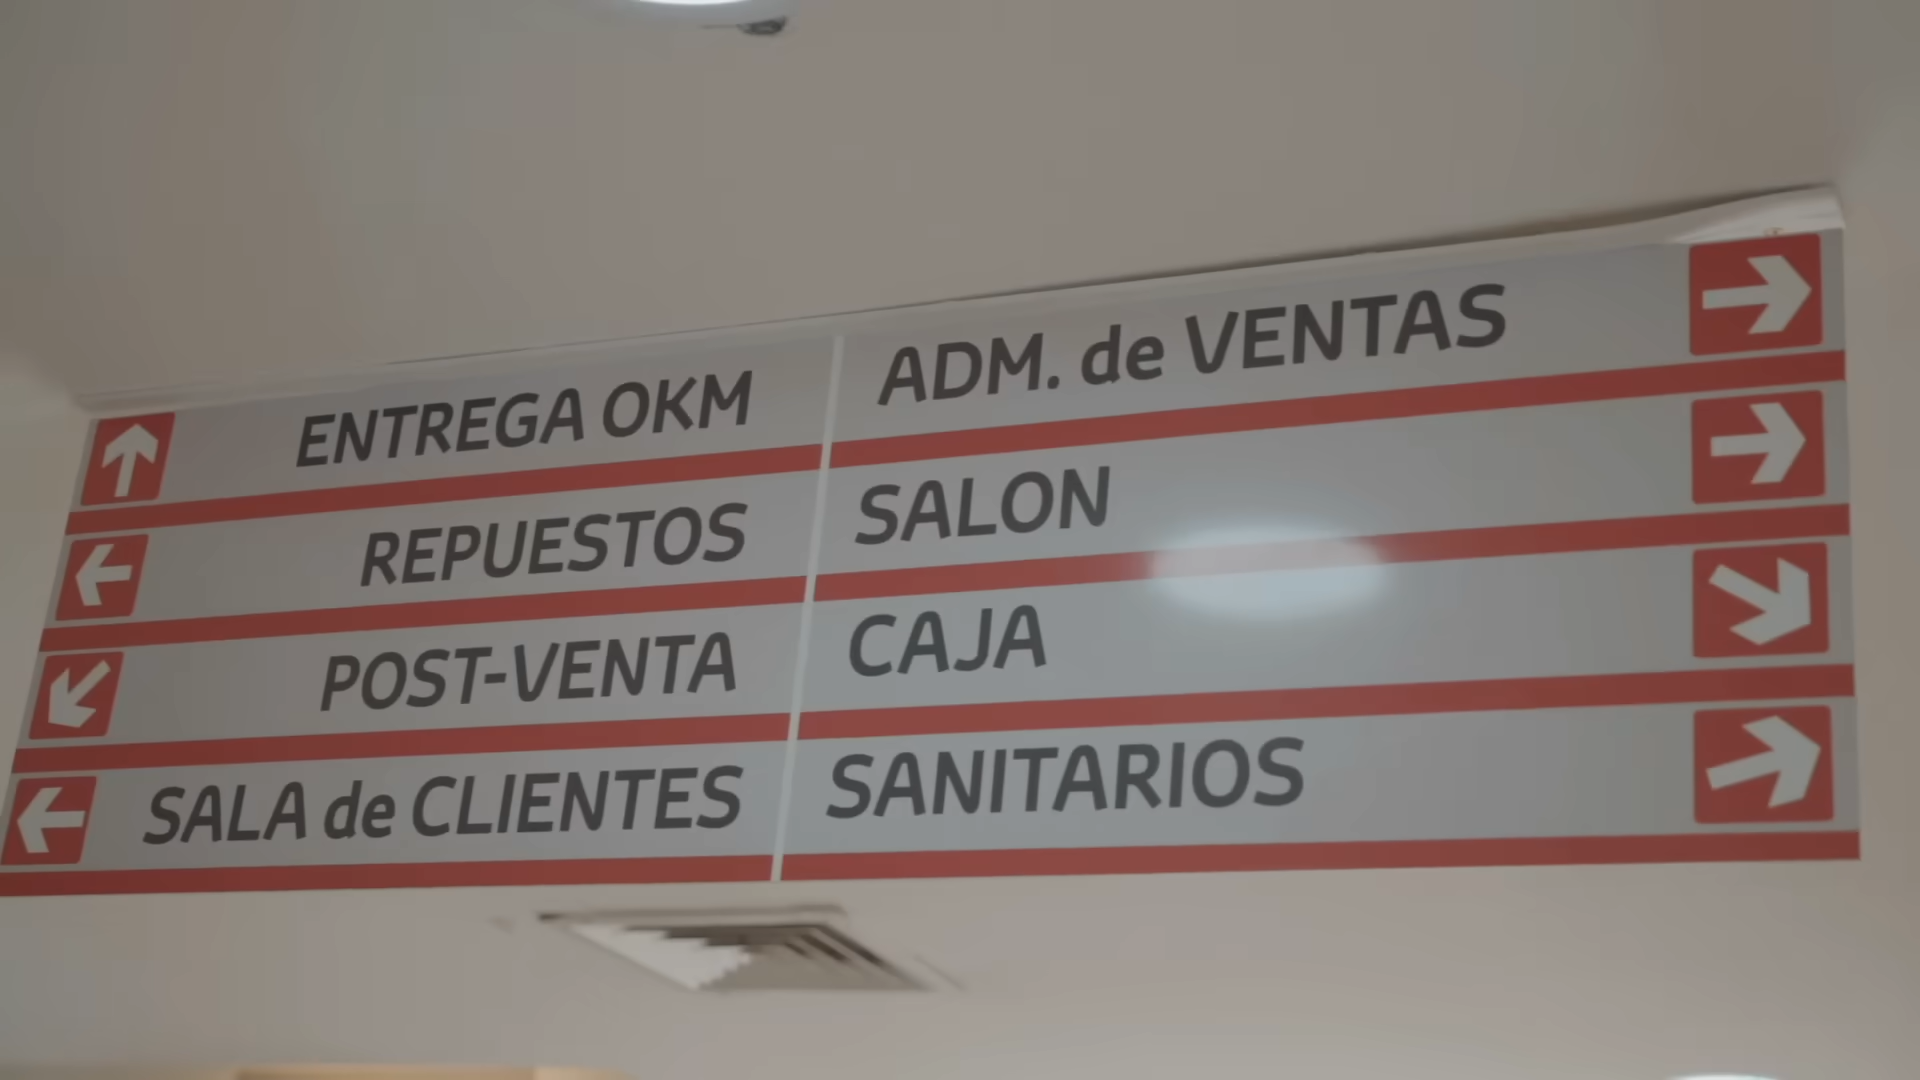 ENTREGA OKM
ADM. de VENTAS
REPUESTOS
SALON
POST-VENTA
CAJA
SALA de CLIENTES
SANITARIOS